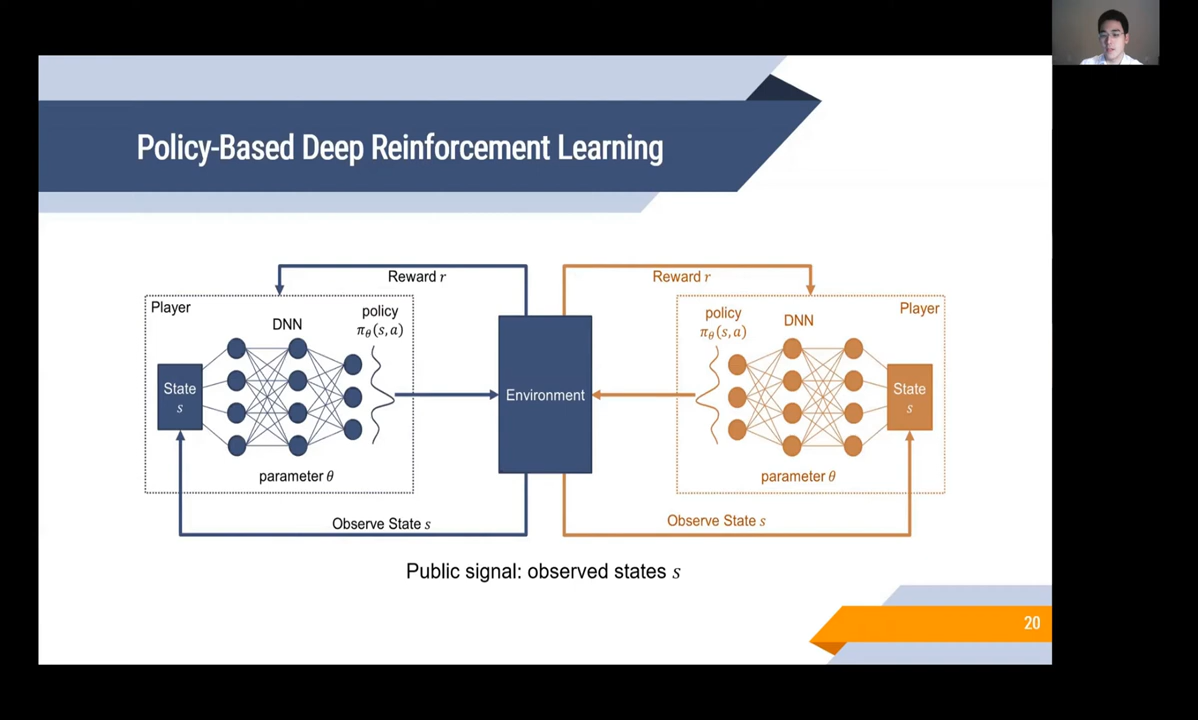 Policy-Based Deep Reinforcement Learning
Reward r
Player
DNN
policy
π_θ(s, a)
State
s
parameter θ
Observe State s
Environment
Reward r
Player
policy
π_θ(s, a)
DNN
State
s
parameter θ
Observe State s
Public signal: observed states s
20